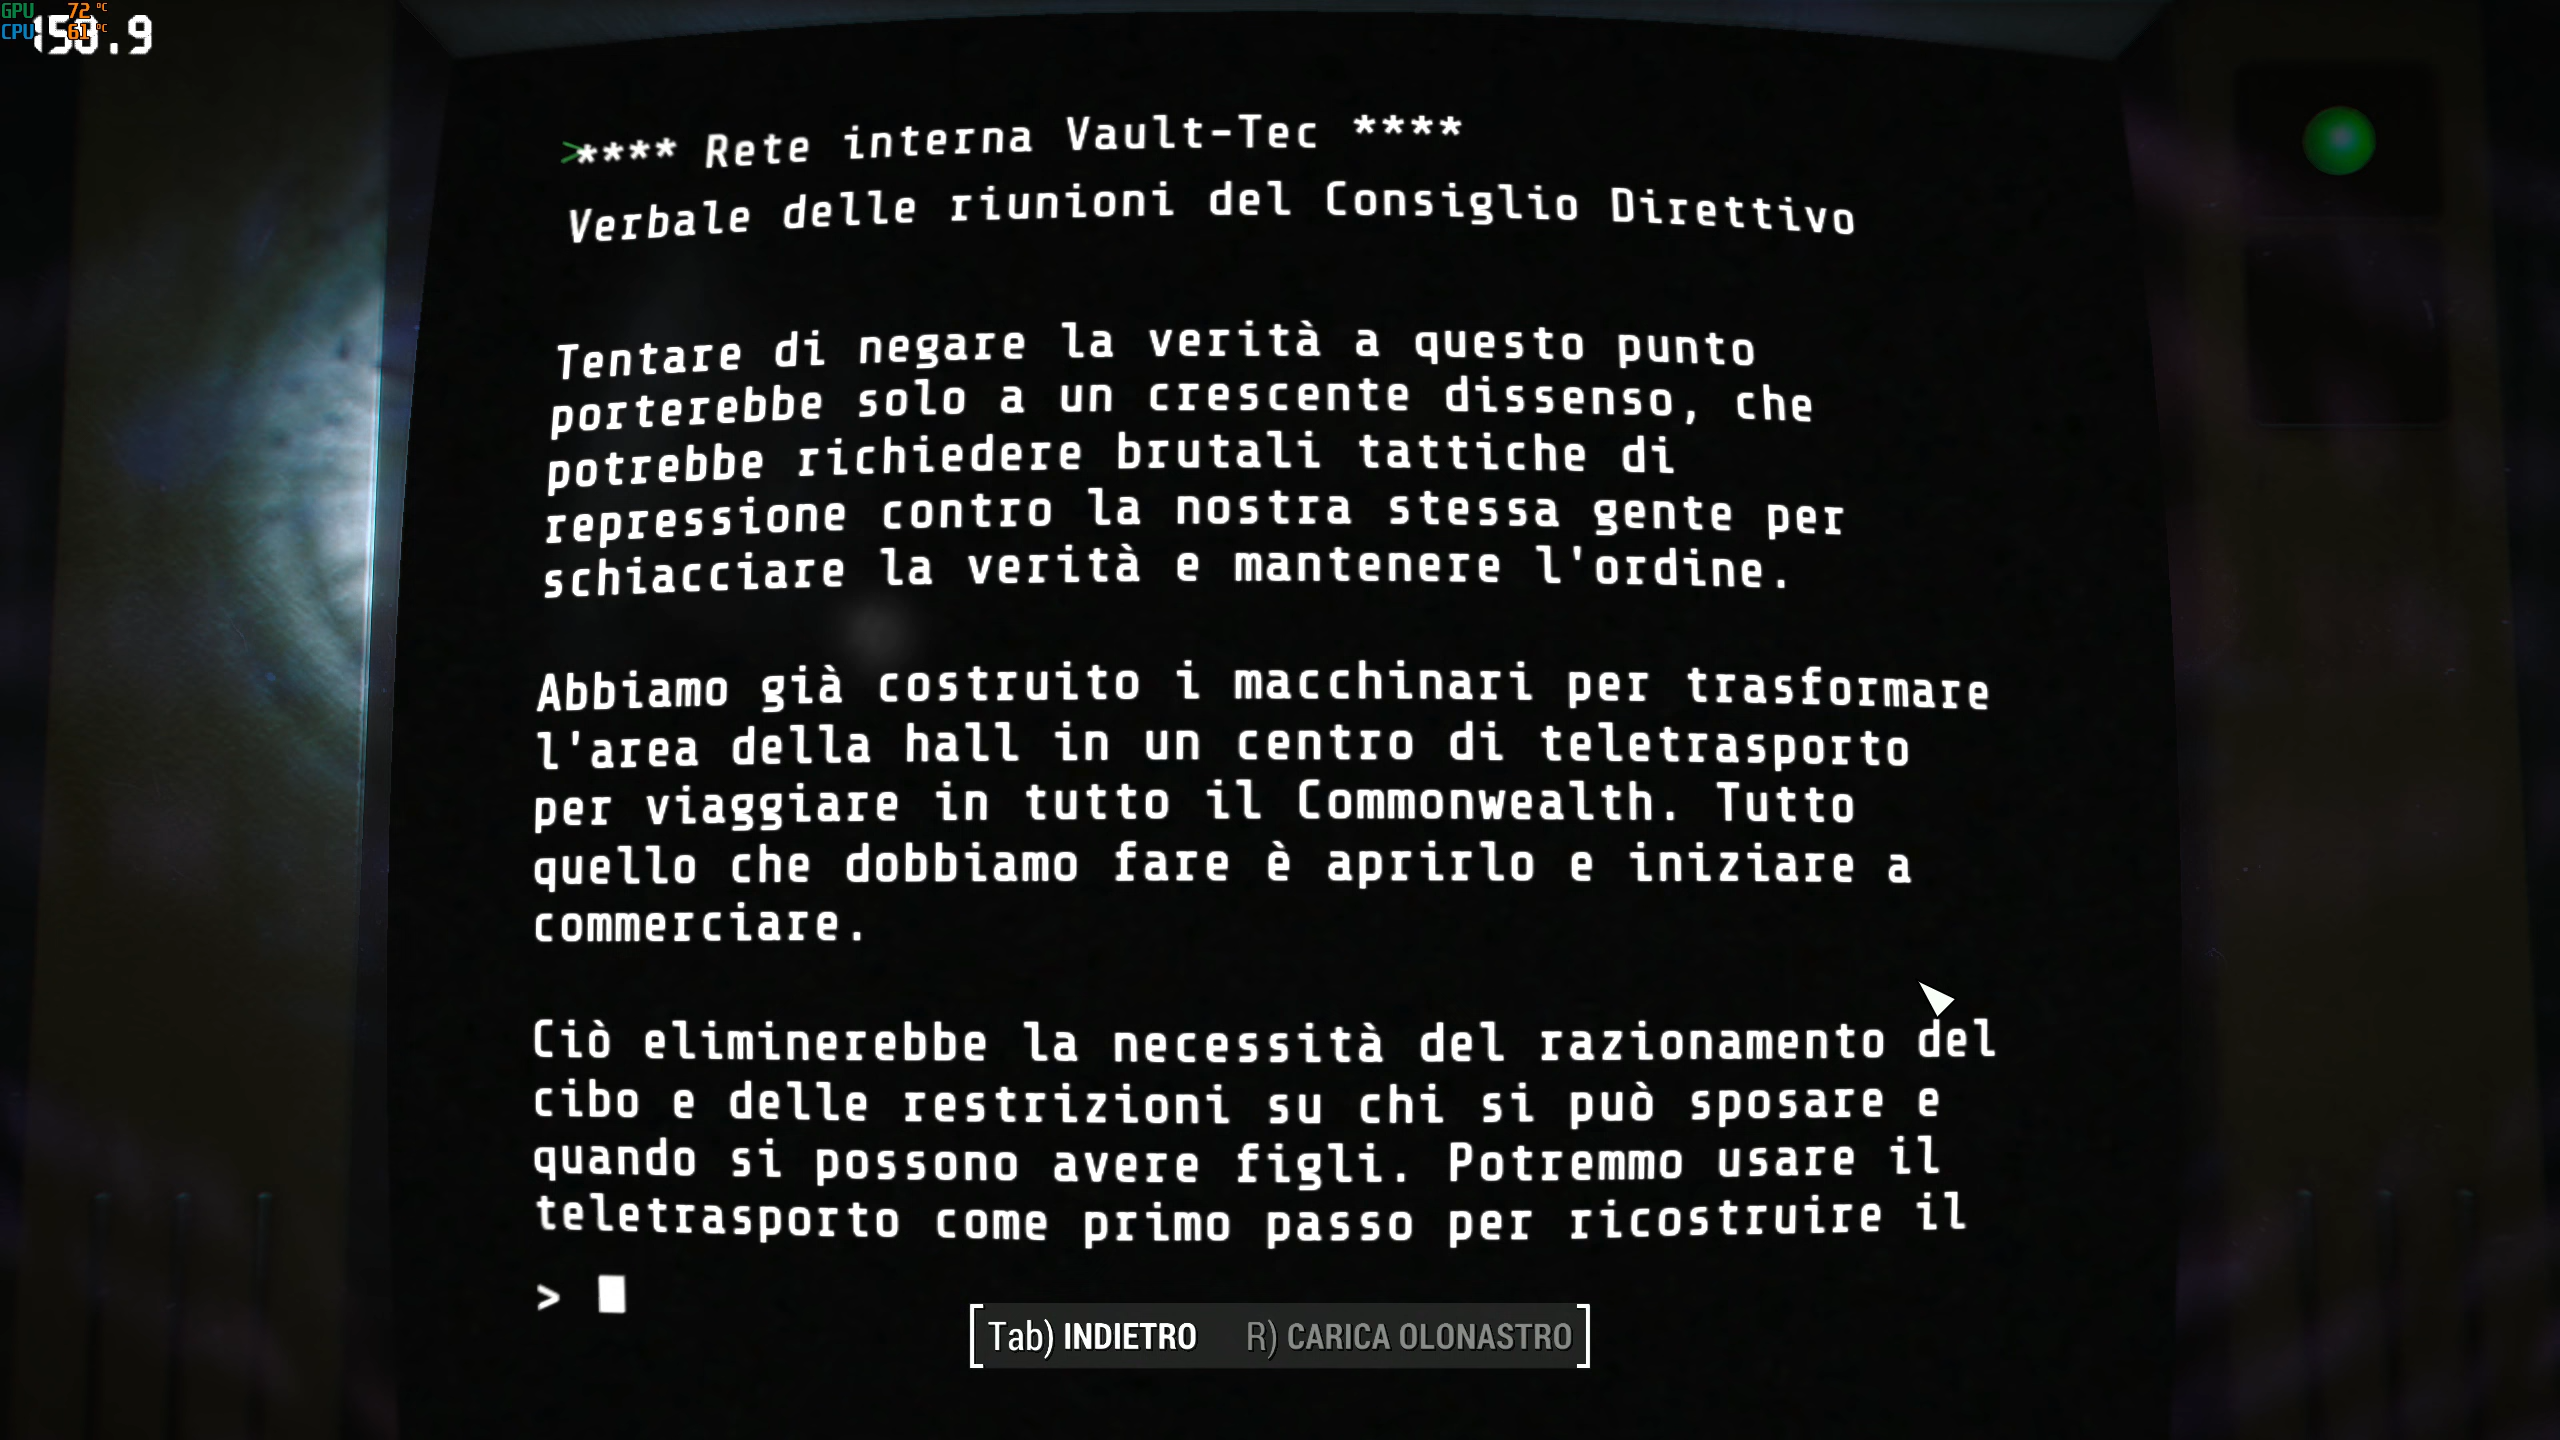 GPU 72 °C
CPU 61 °C
>**** Rete interna Vault-Tec ****
Verbale delle riunioni del Consiglio Direttivo
Tentare di negare la verità a questo punto
porterebbe solo a un crescente dissenso, che
potrebbe richiedere brutali tattiche di
repressione contro la nostra stessa gente per
schiacciare la verità e mantenere l'ordine.
Abbiamo già costruito i macchinari per trasformare
l'area della hall in un centro di teletrasporto
per viaggiare in tutto il Commonwealth. Tutto
quello che dobbiamo fare è aprirlo e iniziare a
commerciare.
Ciò eliminerebbe la necessità del razionamento del
cibo e delle restrizioni su chi si può sposare e
quando si possono avere figli. Potremmo usare il
teletrasporto come primo passo per ricostruire il
>
Tab) INDIETRO R) CARICA OLONASTRO